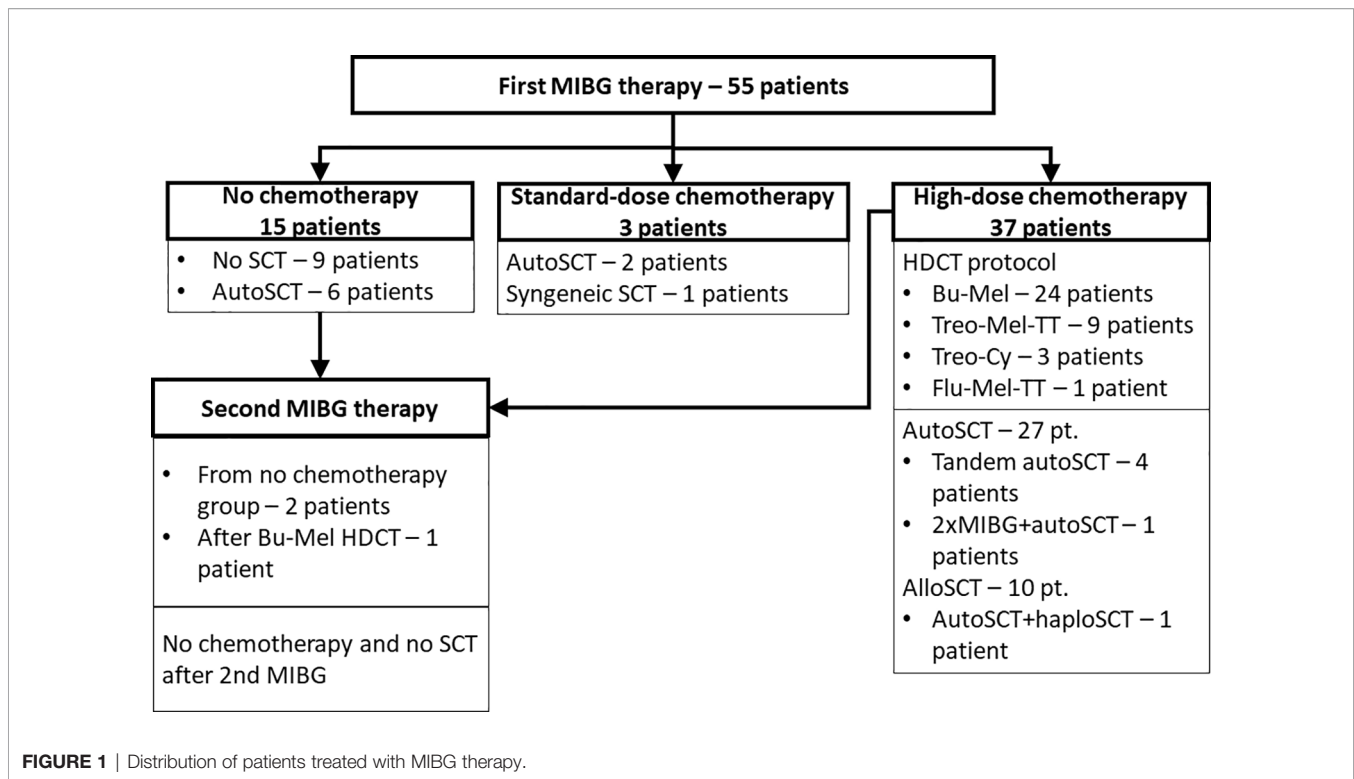 First MIBG therapy – 55 patients
No chemotherapy
15 patients
• No SCT – 9 patients
• AutoSCT – 6 patients
Standard-dose chemotherapy
3 patients
AutoSCT – 2 patients
Syngeneic SCT – 1 patients
High-dose chemotherapy
37 patients
HDCT protocol
• Bu-Mel – 24 patients
• Treo-Mel-TT – 9 patients
• Treo-Cy – 3 patients
• Flu-Mel-TT – 1 patient
AutoSCT – 27 pt.
• Tandem autoSCT – 4
patients
• 2xMIBG+autoSCT – 1
patients
AlloSCT – 10 pt.
• AutoSCT+haploSCT – 1
patient
Second MIBG therapy
• From no chemotherapy
group – 2 patients
• After Bu-Mel HDCT – 1
patient
No chemotherapy and no SCT
after 2nd MIBG
FIGURE 1 | Distribution of patients treated with MIBG therapy.